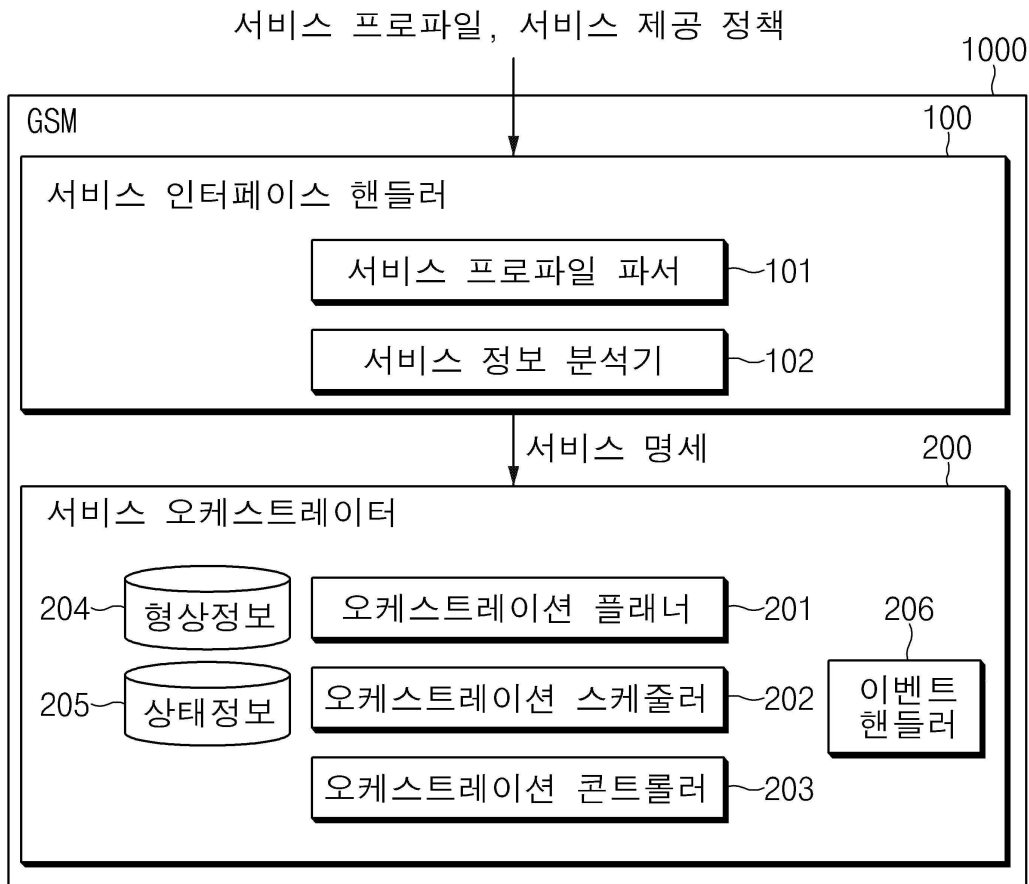 서비스 프로파일, 서비스 제공 정책
1000
GSM
100
서비스 인터페이스 핸들러
서비스 프로파일 파서
101
서비스 정보 분석기
102
서비스 명세
200
서비스 오케스트레이터
204
형상정보
오케스트레이션 플래너
201
206
205
상태정보
오케스트레이션 스케줄러
202
이벤트
핸들러
오케스트레이션 콘트롤러
203